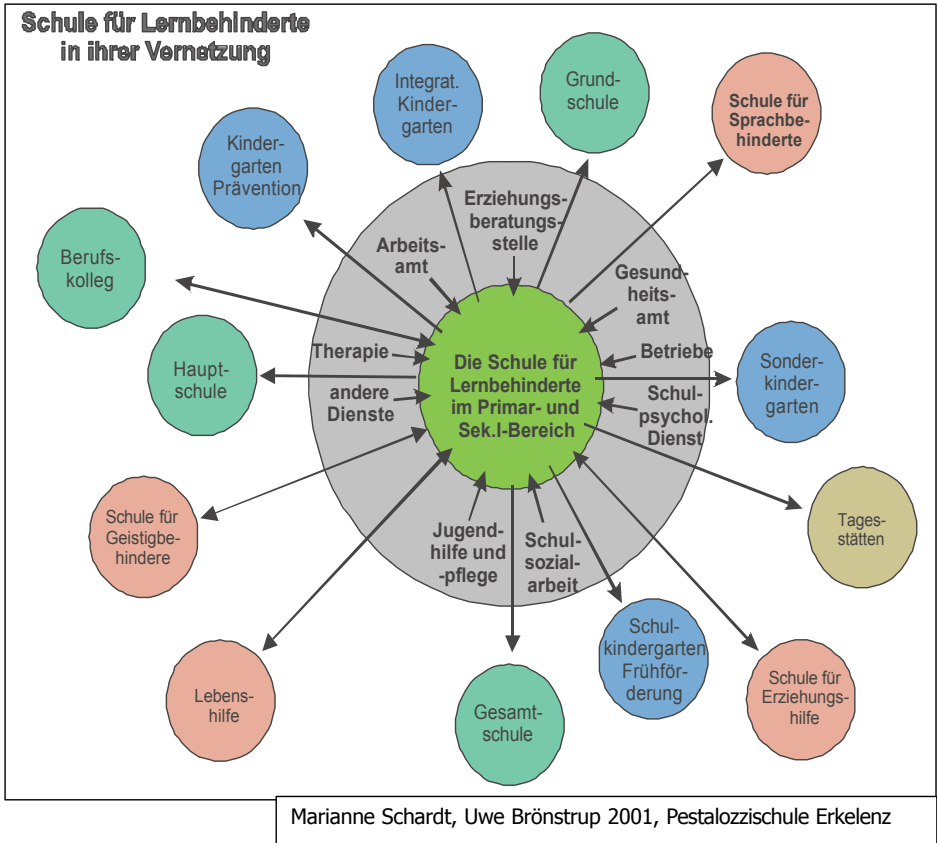 Schule für Lernbehinderte
in ihrer Vernetzung
Integrat.
Kinder-
garten
Grund-
schule
Schule für
Sprachbe-
hinderte
Kinder-
garten
Prävention
Berufs-
kolleg
Haupt-
schule
Schule für
Geistigbe-
hindere
Lebens-
hilfe
Gesamt-
schule
Schul-
kindergarten
Frühför-
derung
Schule für
Erziehungs-
hilfe
Tages-
stätten
Sonder-
kinder-
garten
Erziehungs-
beratungs-
stelle
Arbeits-
amt
Gesund-
heits-
amt
Therapie
Betriebe
andere
Dienste
Schul-
psychol.
Dienst
Jugend-
hilfe und
-pflege
Schul-
sozial-
arbeit
Die Schule für
Lernbehinderte
im Primar- und
Sek.I-Bereich
Marianne Schardt, Uwe Brönstrup 2001, Pestalozzischule Erkelenz